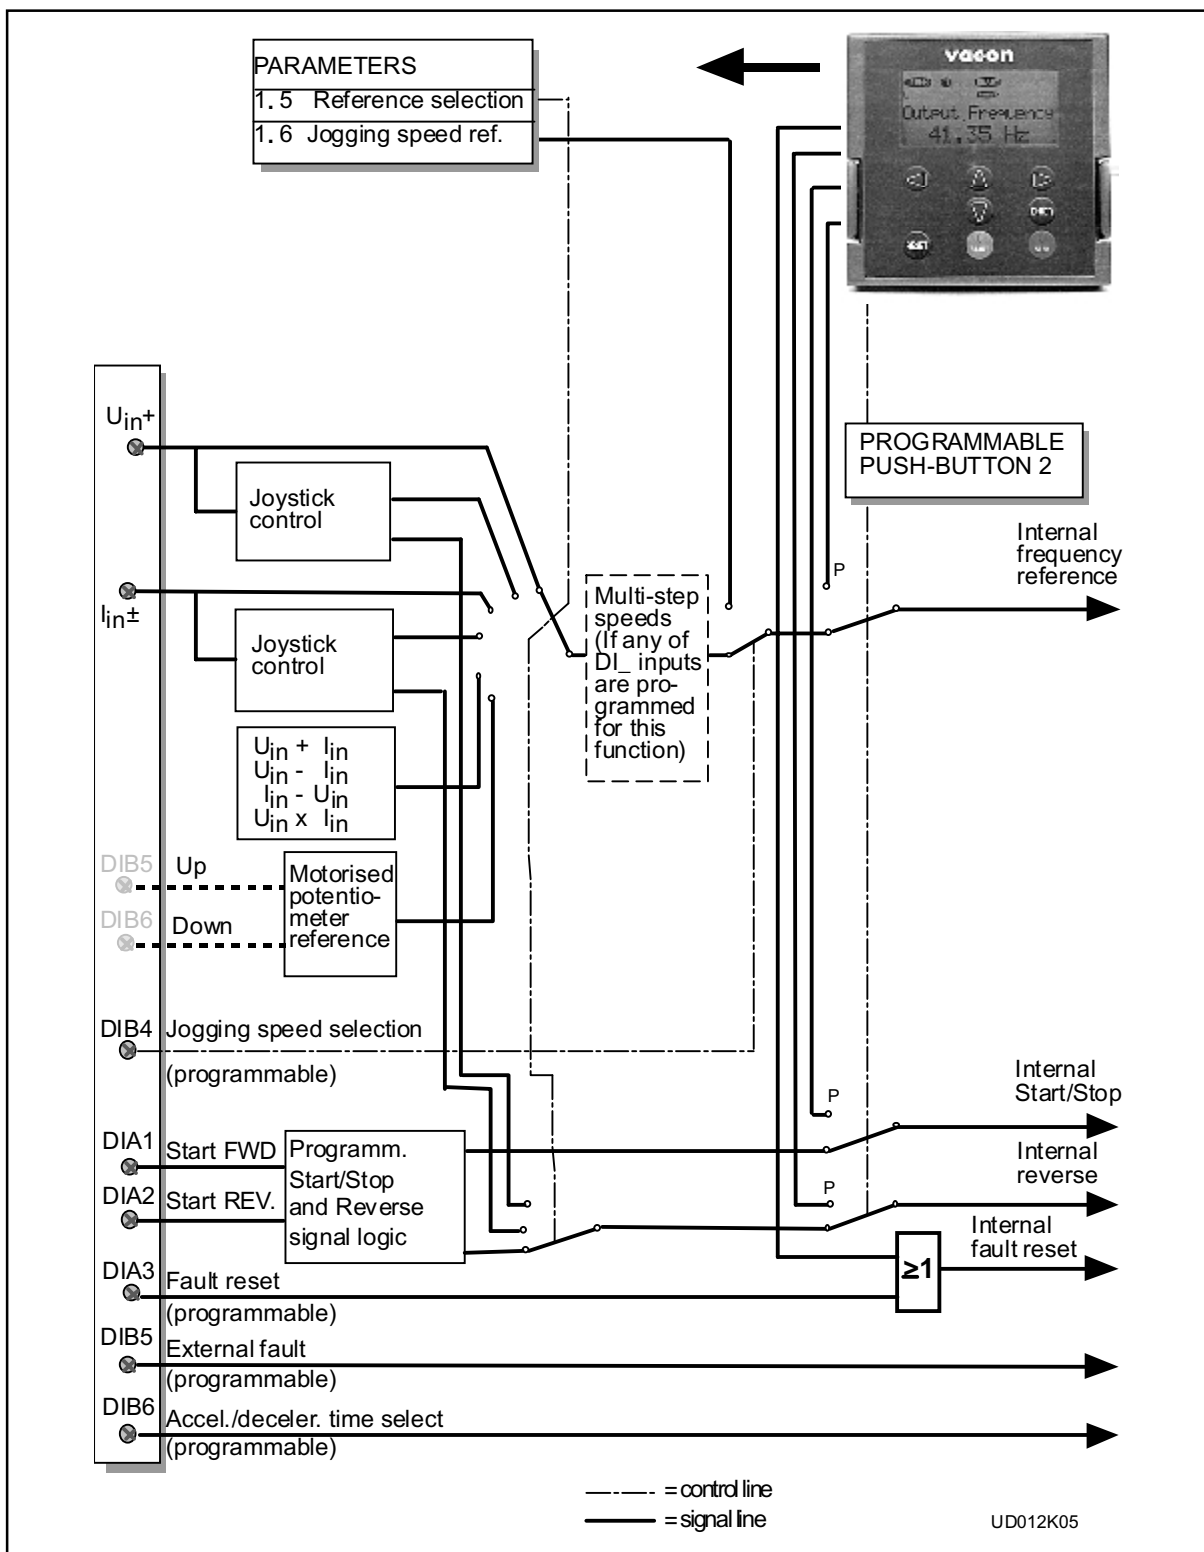 vacon
Output Frequence
41.35 Hz
PARAMETERS
1. 5 Reference selection
1. 6 Jogging speed ref.
RESET
PROGRAMMABLE
PUSH-BUTTON 2
Uin+
Joystick
control
Iin±
Joystick
control
Uin + Iin
Uin - Iin
Iin - Uin
Uin x Iin
Multi-step
speeds
(If any of
DI_ inputs
are pro-
grammed
for this
function)
P
Internal
frequency
reference
DIB5 Up
DIB6 Down
Motorised
potentio-
meter
reference
DIB4 Jogging speed selection
(programmable)
P
Internal
Start/Stop
DIA1 Start FWD
DIA2 Start REV.
Programm.
Start/Stop
and Reverse
signal logic
P
Internal
reverse
Internal
fault reset
≥1
DIA3 Fault reset
(programmable)
DIB5 External fault
(programmable)
DIB6 Accel./deceler. time select
(programmable)
= control line
= signal line
UD012K05